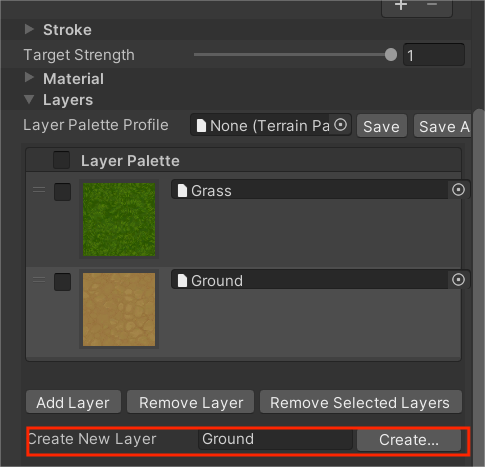 Stroke
Target Strength 1
Material
Layers
Layer Palette Profile None (Terrain Pa Save Save A
Layer Palette
Grass
Ground
Add Layer Remove Layer Remove Selected Layers
Create New Layer Ground Create...